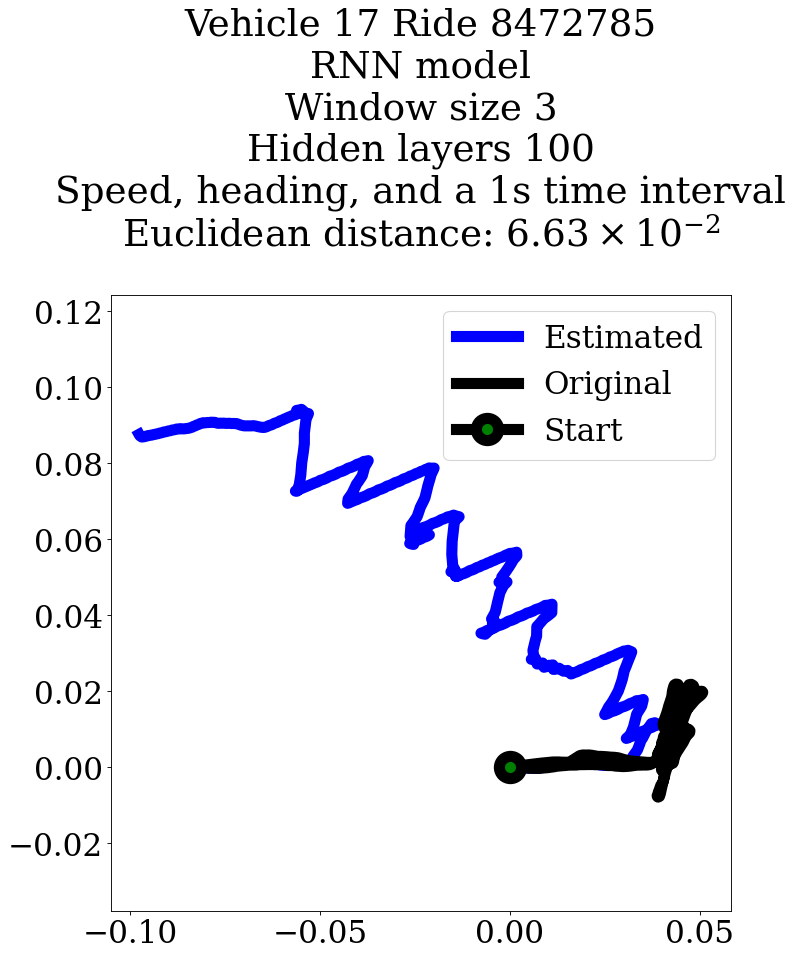 Vehicle 17 Ride 8472785
RNN model
Window size 3
Hidden layers 100
Speed, heading, and a 1s time interval
Euclidean distance: 6.63 × 10⁻²
Estimated
Original
Start
0.12
0.10
0.08
0.06
0.04
0.02
0.00
−0.02
−0.10 −0.05 0.00 0.05